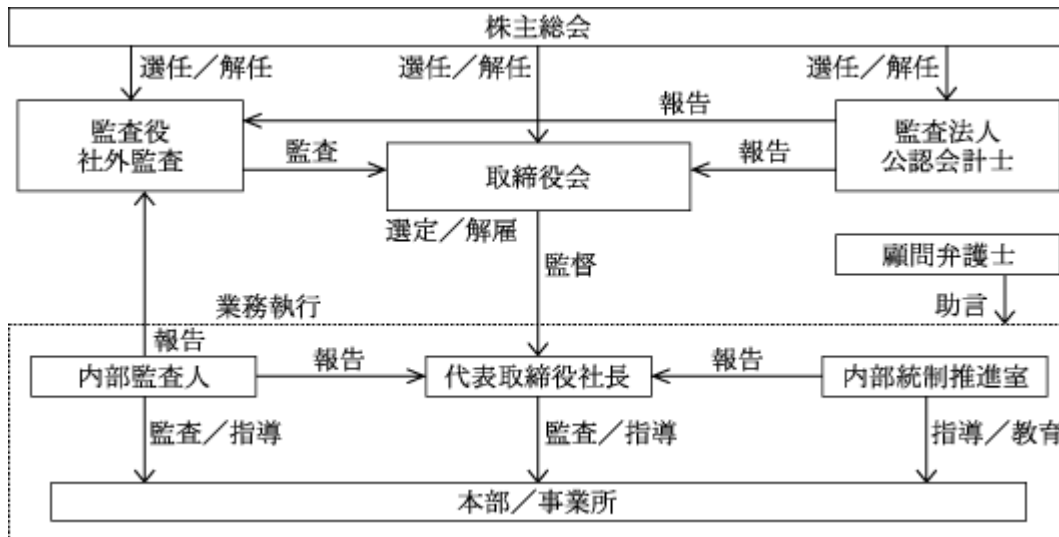 株主総会
選任／解任
選任／解任
選任／解任
報告
監査役
社外監査
監査
取締役会
報告
監査法人
公認会計士
選定／解雇
監督
顧問弁護士
助言
業務執行
報告
内部監査人
報告
代表取締役社長
報告
内部統制推進室
監査／指導
監査／指導
指導／教育
本部／事業所